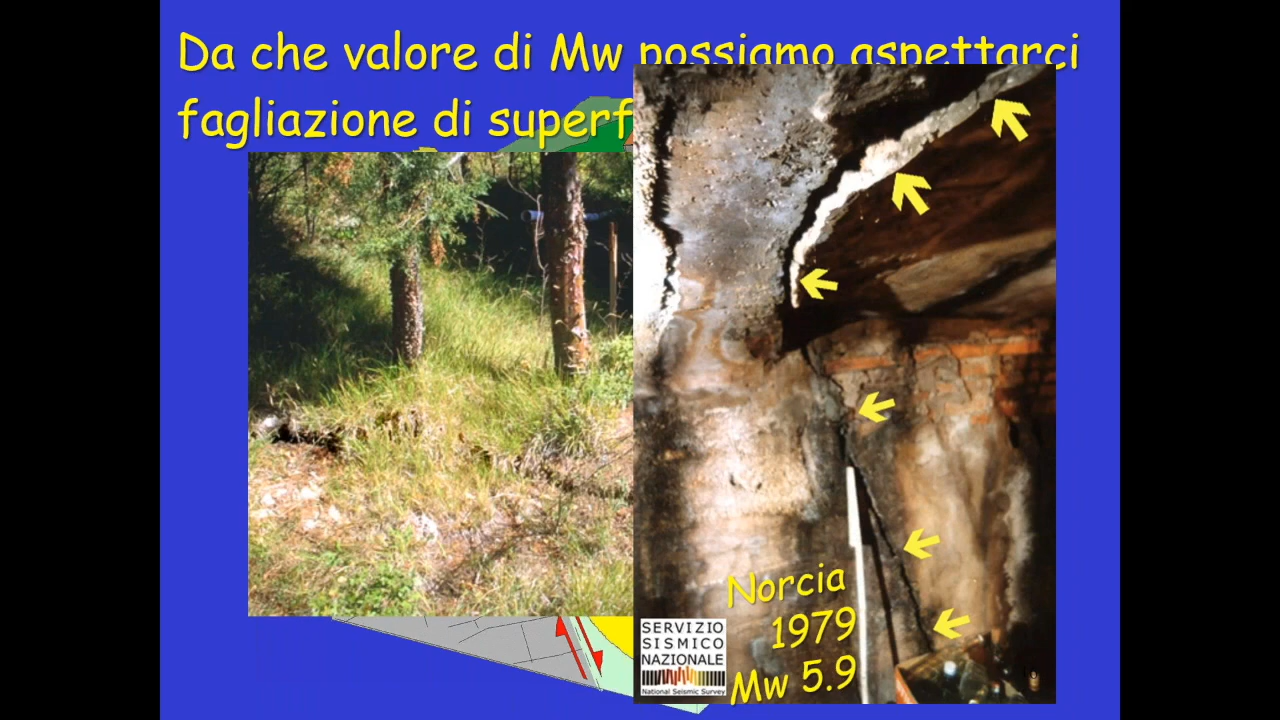 Da che valore di Mw possiamo aspettarci
fagliazione di superf
Norcia
1979
Mw 5.9
SERVIZIO
SISMICO
NAZIONALE
National Seismic Survey